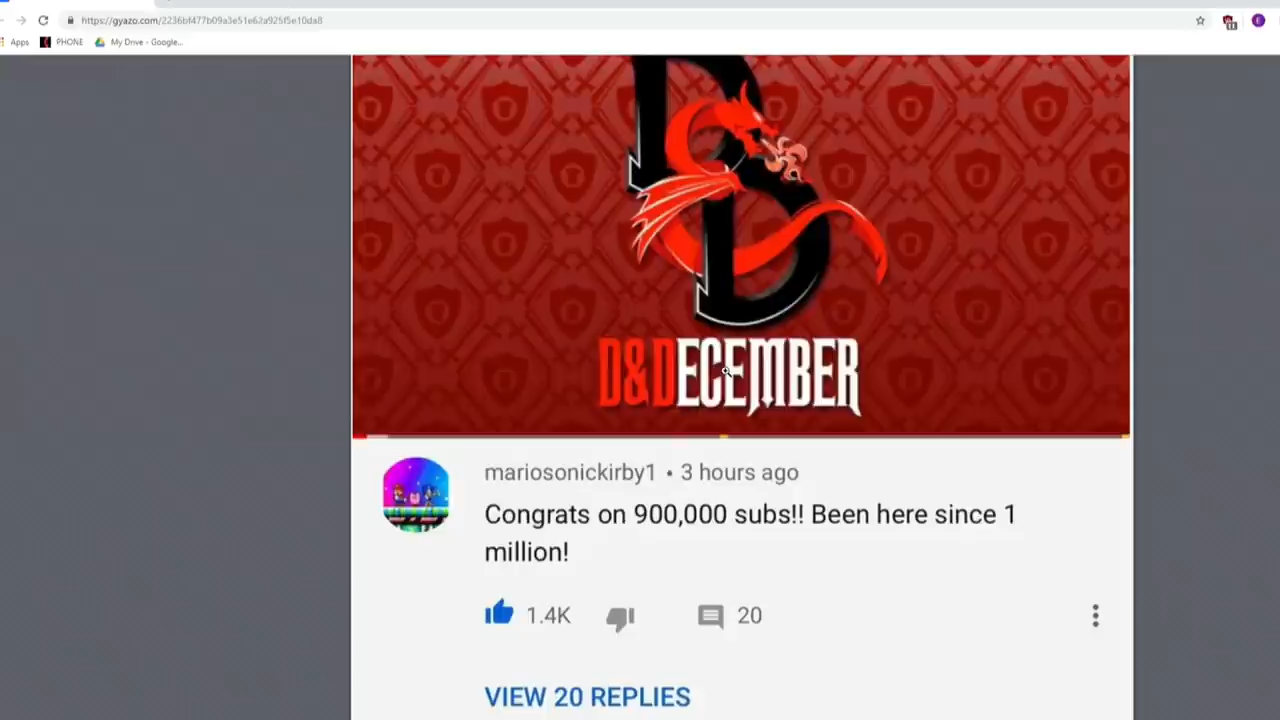 https://gyazo.com/2236bf477b09a3e51e62a925f5e10da8
Apps PHONE My Drive - Google...
D&DECEMBER
mariosonickirby1 • 3 hours ago
Congrats on 900,000 subs!! Been here since 1
million!
1.4K 20
VIEW 20 REPLIES